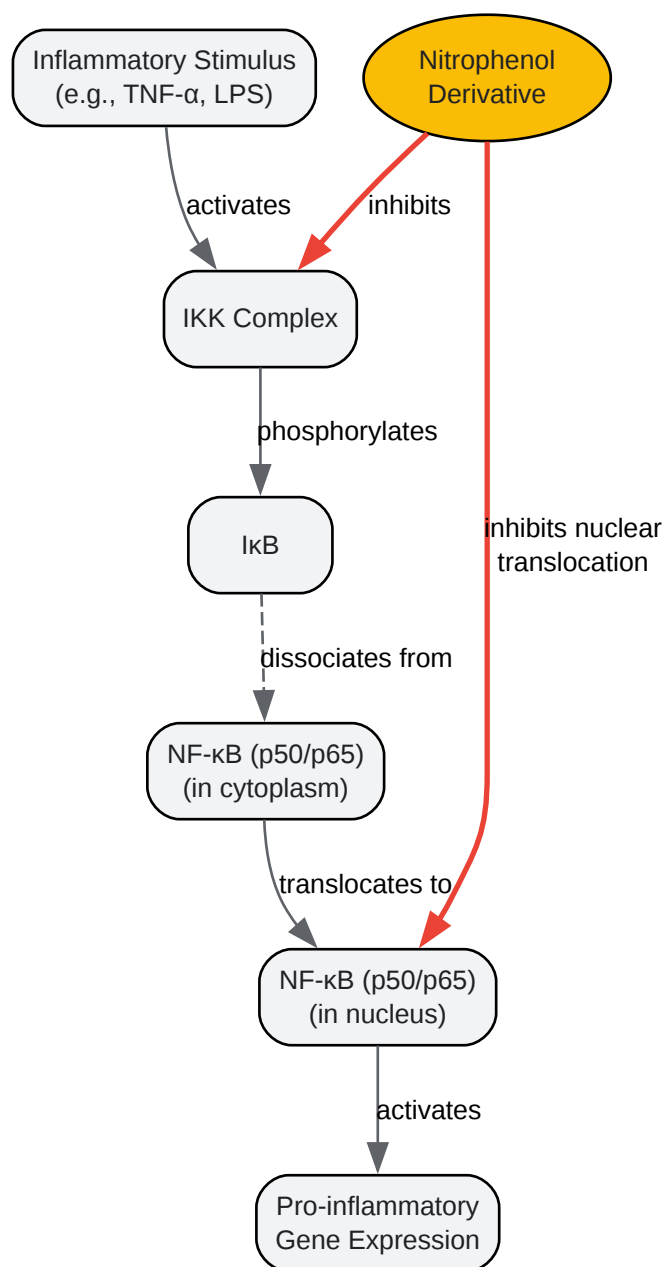 Inflammatory Stimulus
(e.g., TNF-α, LPS)
Nitrophenol
Derivative
activates
inhibits
IKK Complex
phosphorylates
IκB
inhibits nuclear
translocation
dissociates from
NF-κB (p50/p65)
(in cytoplasm)
translocates to
NF-κB (p50/p65)
(in nucleus)
activates
Pro-inflammatory
Gene Expression